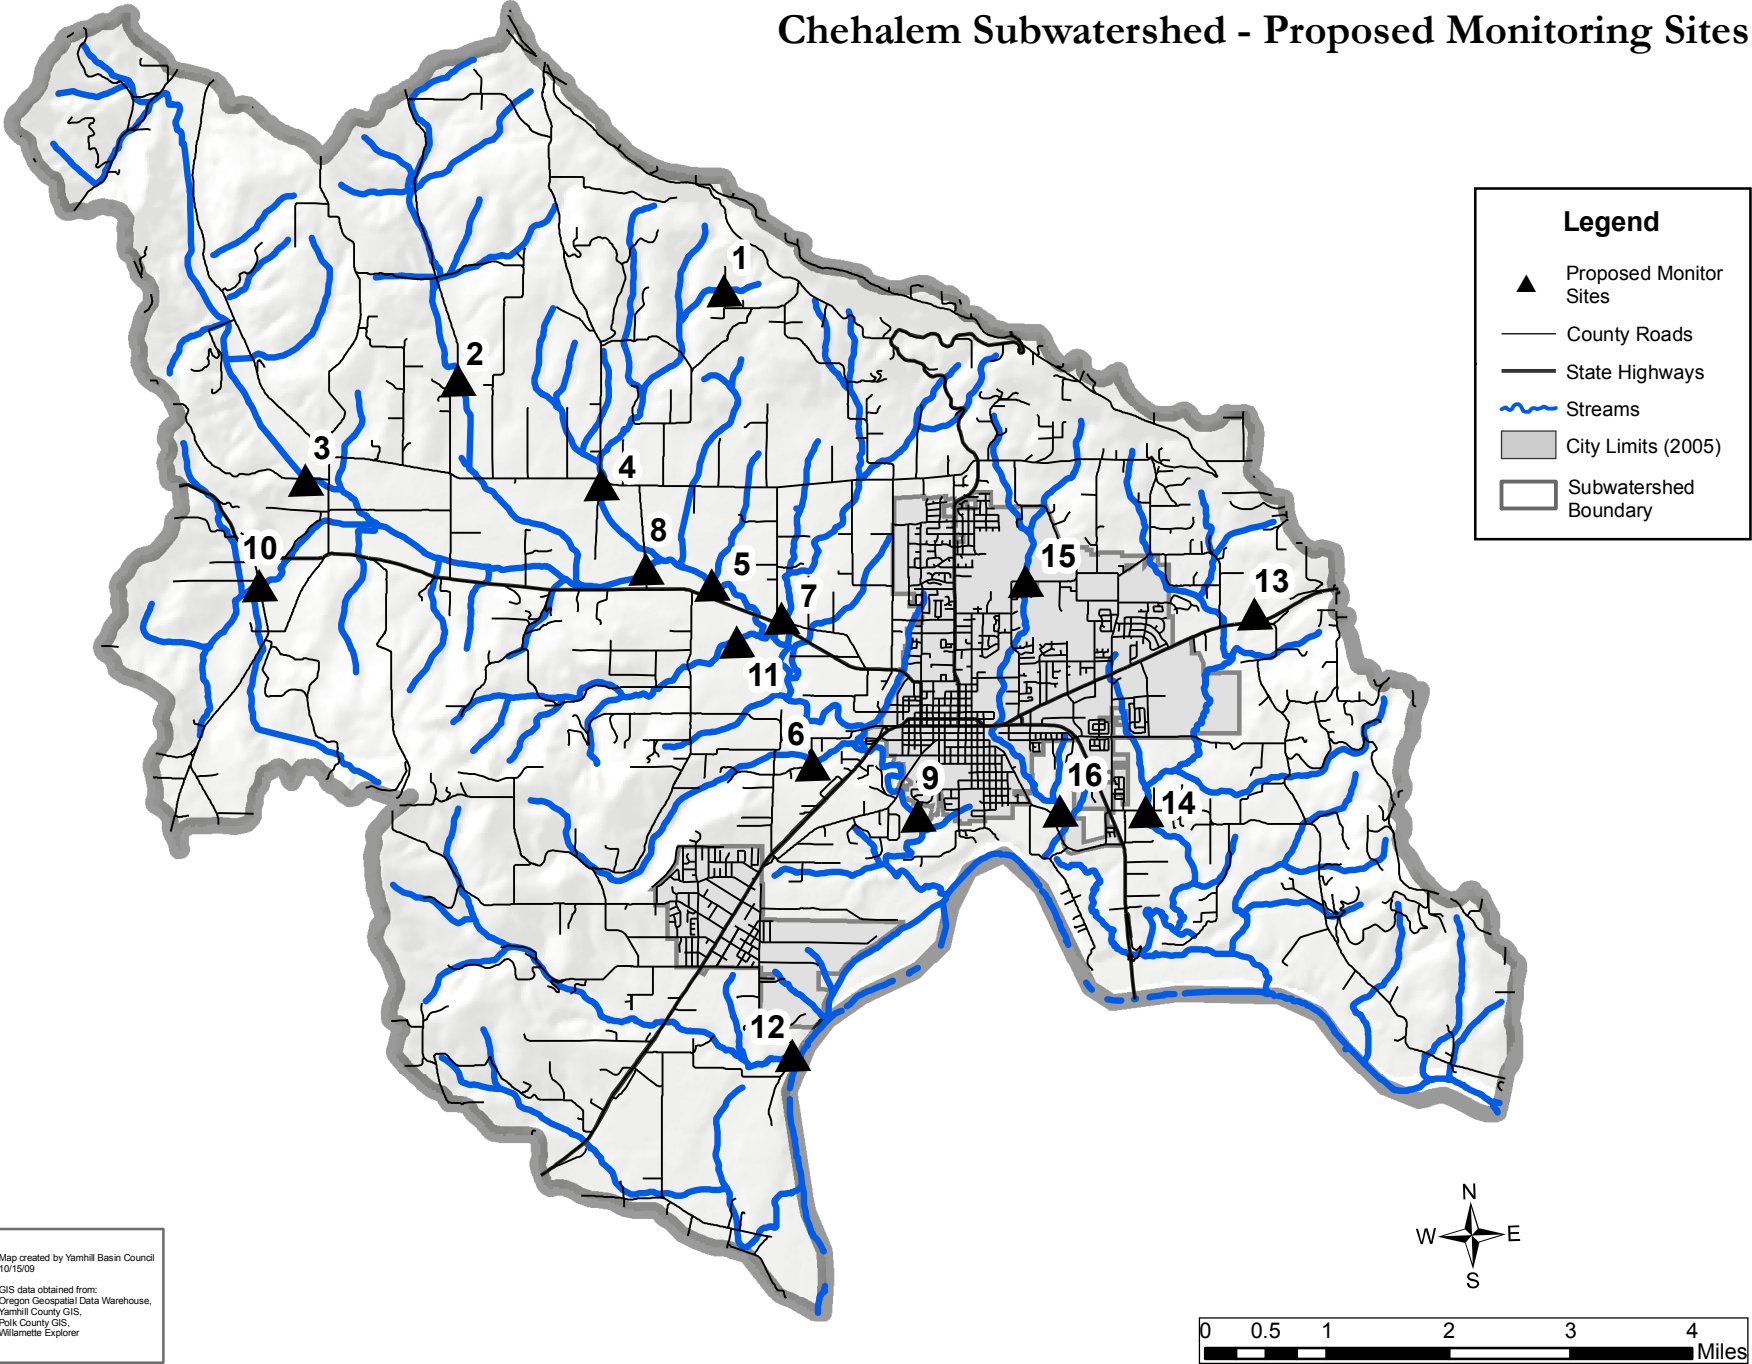 Chehalem Subwatershed - Proposed Monitoring Sites
Legend
Proposed Monitor
Sites
County Roads
State Highways
Streams
City Limits (2005)
Subwatershed
Boundary
1
2
3
4
8
10
5
15
13
7
11
6
9
16
14
12
N
W
E
S
Map created by Yamhill Basin Council
10/15/09
GIS data obtained from:
Oregon Geospatial Data Warehouse,
Yamhill County GIS,
Polk County GIS,
Willamette Explorer
0 0.5 1 2 3 4
Miles